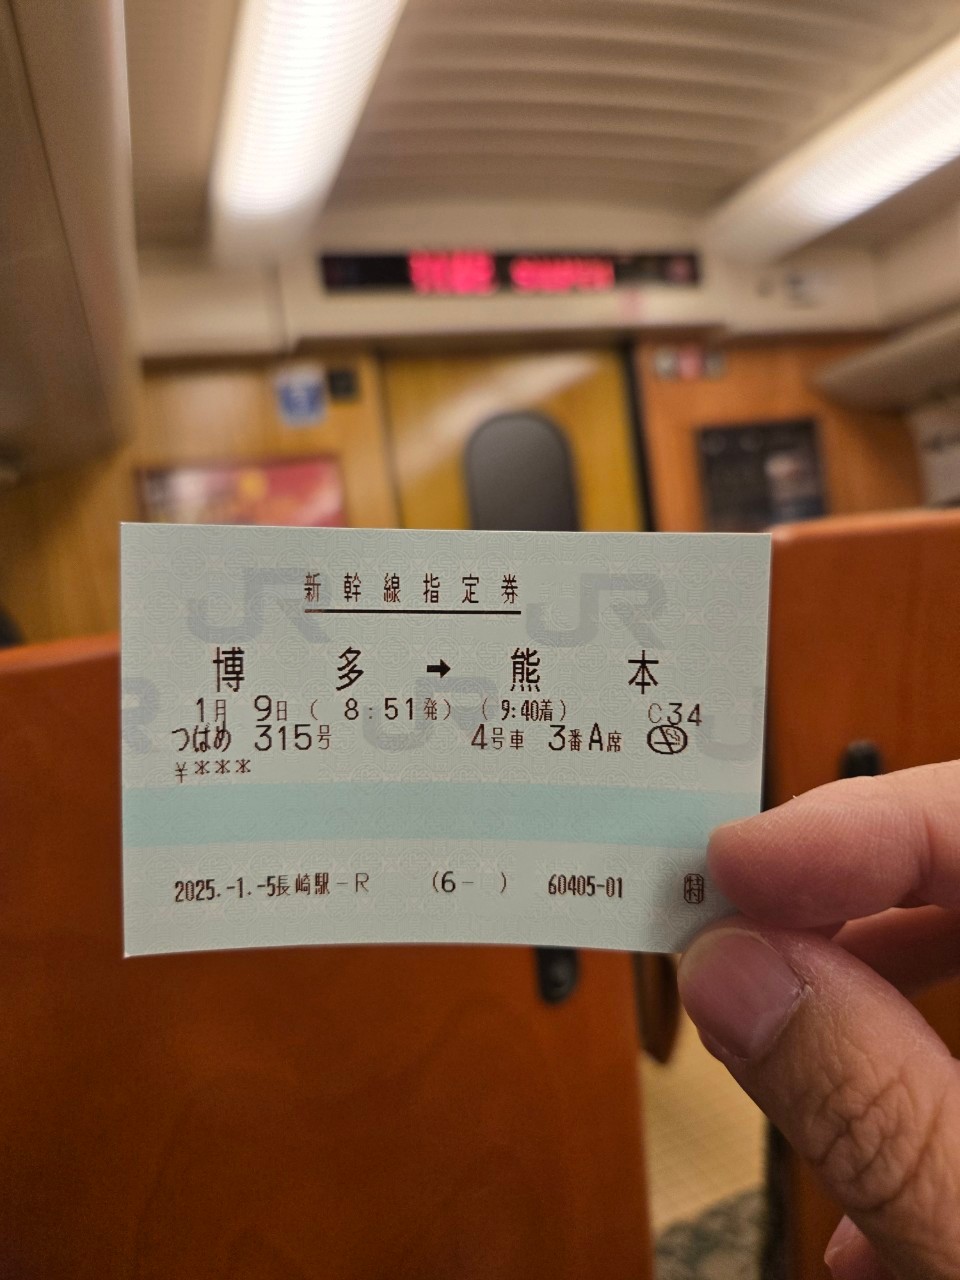 新幹線指定券
博多 → 熊本
1月 9日 ( 8:51発) ( 9:40着) C34
つばめ 315号 4号車 3番A席
¥***
2025.-1.-5長崎駅-R (6- ) 60405-01 特
JR